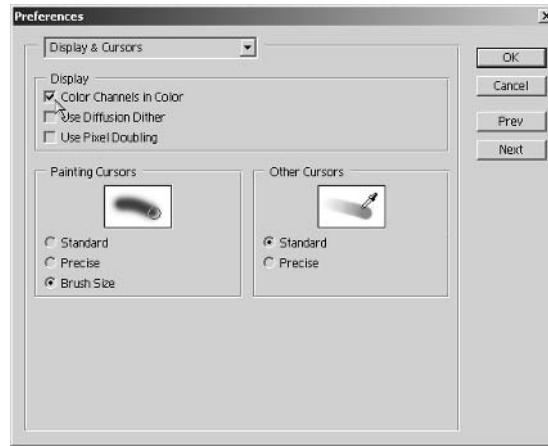 Preferences
Display & Cursors
OK
Cancel
Prev
Next
Display
Color Channels in Color
Use Diffusion Dither
Use Pixel Doubling
Painting Cursors
Standard
Precise
Brush Size
Other Cursors
Standard
Precise